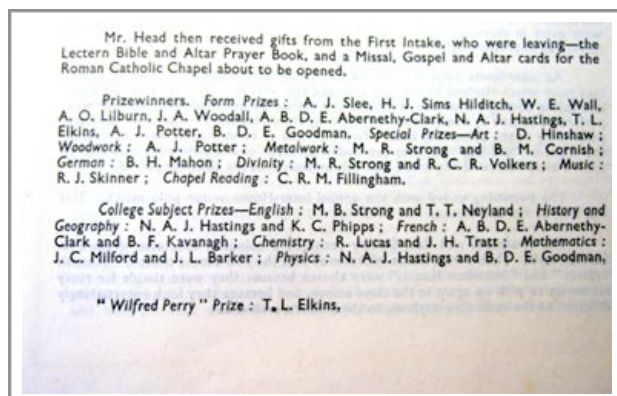 Mr. Head then received gifts from the First Intake, who were leaving—the
Lectern Bible and Altar Prayer Book, and a Missal, Gospel and Altar cards for the
Roman Catholic Chapel about to be opened.
Prizewinners. Form Prizes : A. J. Slee, H. J. Sims Hilditch, W. E. Wall,
A. O. Lilburn, J. A. Woodall, A. B. D. E. Abernethy-Clark, N. A. J. Hastings, T. L.
Elkins, A. J. Potter, B. D. E. Goodman. Special Prizes—Art : D. Hinshaw ;
Woodwork : A. J. Potter ; Metalwork : M. R. Strong and B. M. Cornish ;
German : B. H. Mahon ; Divinity : M. R. Strong and R. C. R. Volkers ; Music :
R. J. Skinner ; Chapel Reading : C. R. M. Fillingham.
College Subject Prizes—English : M. B. Strong and T. T. Neyland ; History and
Geography : N. A. J. Hastings and K. C. Phipps ; French : A. B. D. E. Abernethy-
Clark and B. F. Kavanagh ; Chemistry : R. Lucas and J. H. Tratt ; Mathematics :
J. C. Milford and J. L. Barker ; Physics : N. A. J. Hastings and B. D. E. Goodman,
" Wilfred Perry " Prize : T. L. Elkins,